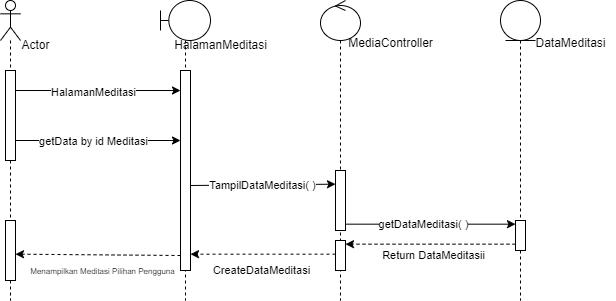 Actor
HalamanMeditasi
MediaController
DataMeditasi
HalamanMeditasi
getData by id Meditasi
TampilDataMeditasi( )
getDataMeditasi( )
Return DataMeditasii
CreateDataMeditasi
Menampilkan Meditasi Pilihan Pengguna